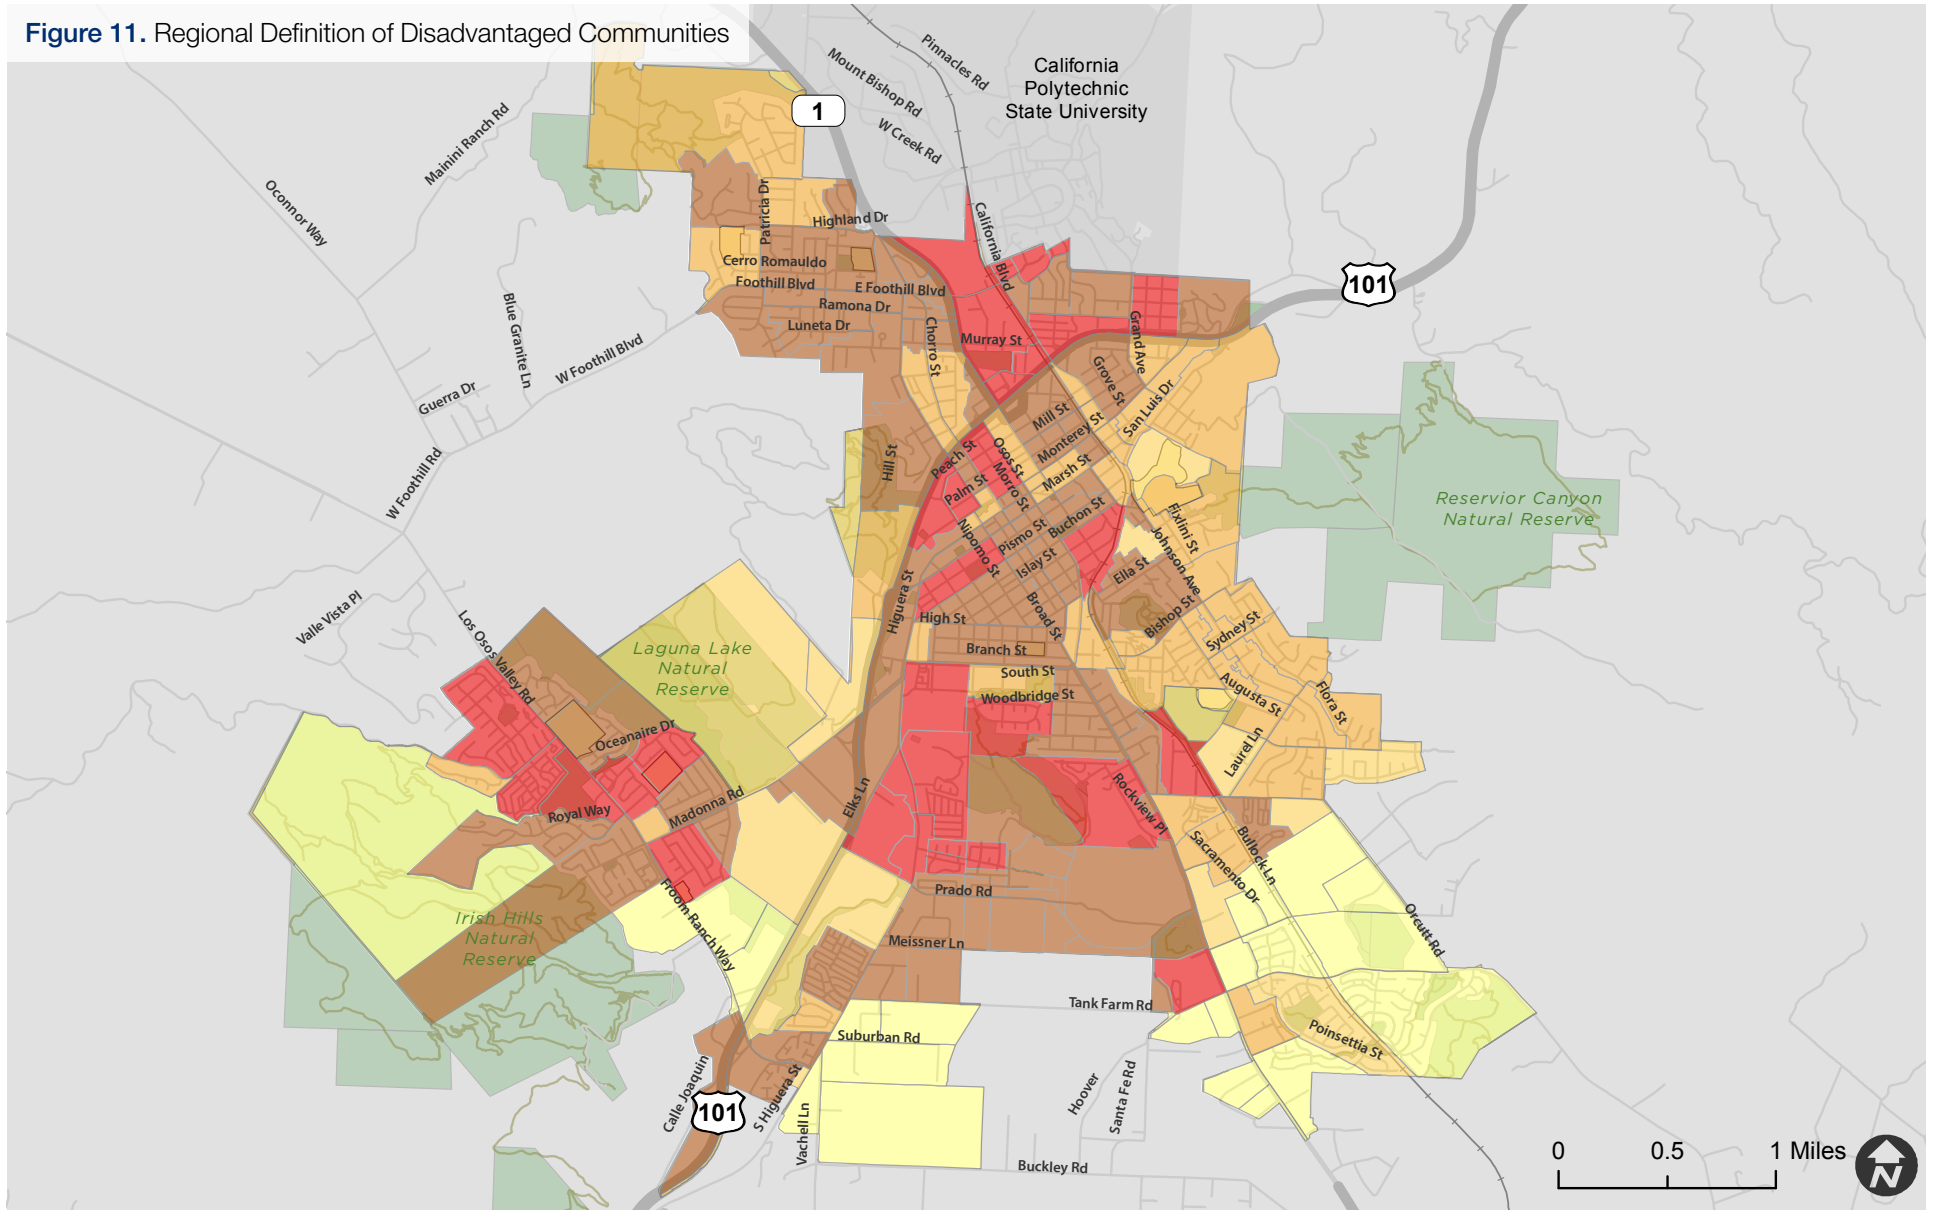 Figure 11. Regional Definition of Disadvantaged Communities
Pinnacles Rd
Mount Bishop Rd
California
Polytechnic
State University
1
W Creek Rd
Mainini Ranch Rd
Oconnor Way
Patricia Dr
Highland Dr
California Blvd
Cerro Romauldo
Foothill Blvd
E Foothill Blvd
101
Ramona Dr
Luneta Dr
Blue Granite Ln
Chorro St
Murray St
Grand Ave
W Foothill Blvd
Guerra Dr
Grove St
San Luis Dr
Mill St
Monterey St
Marsh St
Osos St
Morro St
Peach St
Palm St
Hill St
W Foothill Rd
Reservior Canyon
Natural Reserve
Buchon St
Pismo St
Islay St
Nipomo St
Fixlini St
Johnson Ave
Ella St
Bishop St
Sydney St
Higuera St
High St
Broad St
Branch St
South St
Woodbridge St
Valle Vista Pl
Los Osos Valley Rd
Laguna Lake
Natural
Reserve
Augusta St
Flora St
Laurel Ln
Oceanaire Dr
Madonna Rd
Royal Way
Elks Ln
Rockview Pl
Sacramento Dr
Bullock Ln
Orcutt Rd
Prado Rd
Froom Ranch Way
Irish Hills
Natural
Reserve
Meissner Ln
Tank Farm Rd
Suburban Rd
Poinsettia St
Calle Joaquin
101
S Higuera St
Vachell Ln
Hoover
Santa Fe Rd
Buckley Rd
0 0.5 1 Miles
N